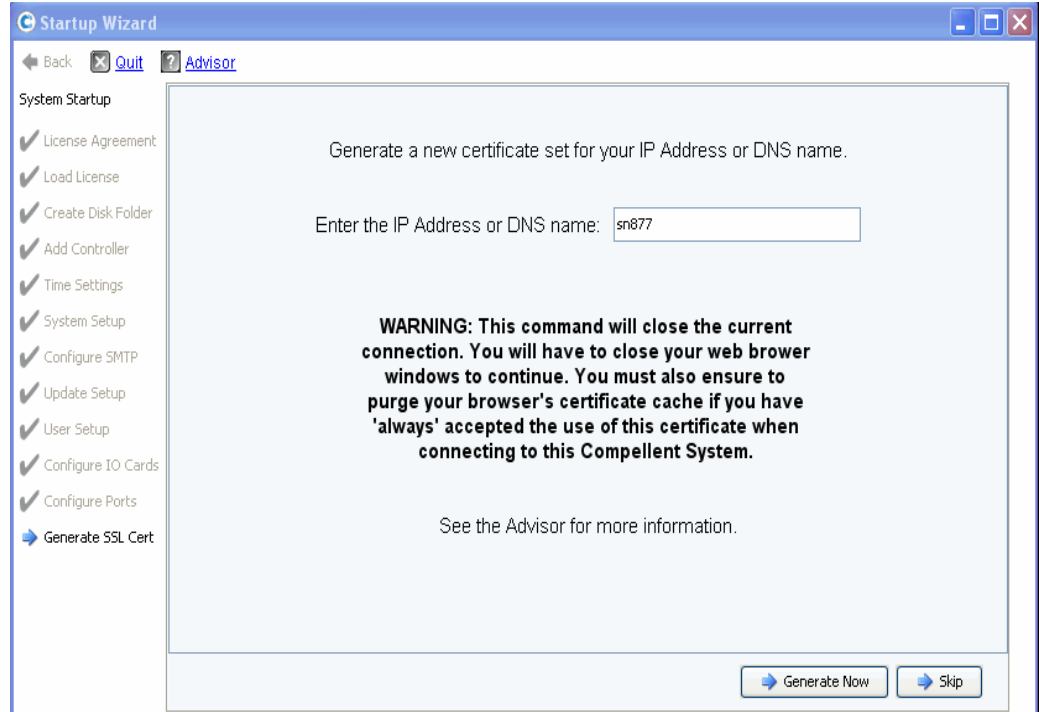 Startup Wizard
Back Quit Advisor
System Startup
License Agreement
Load License
Create Disk Folder
Add Controller
Time Settings
System Setup
Configure SMTP
Update Setup
User Setup
Configure IO Cards
Configure Ports
Generate SSL Cert
Generate a new certificate set for your IP Address or DNS name.
Enter the IP Address or DNS name: sn877
WARNING: This command will close the current
connection. You will have to close your web brower
windows to continue. You must also ensure to
purge your browser's certificate cache if you have
'always' accepted the use of this certificate when
connecting to this Compellent System.
See the Advisor for more information.
Generate Now Skip